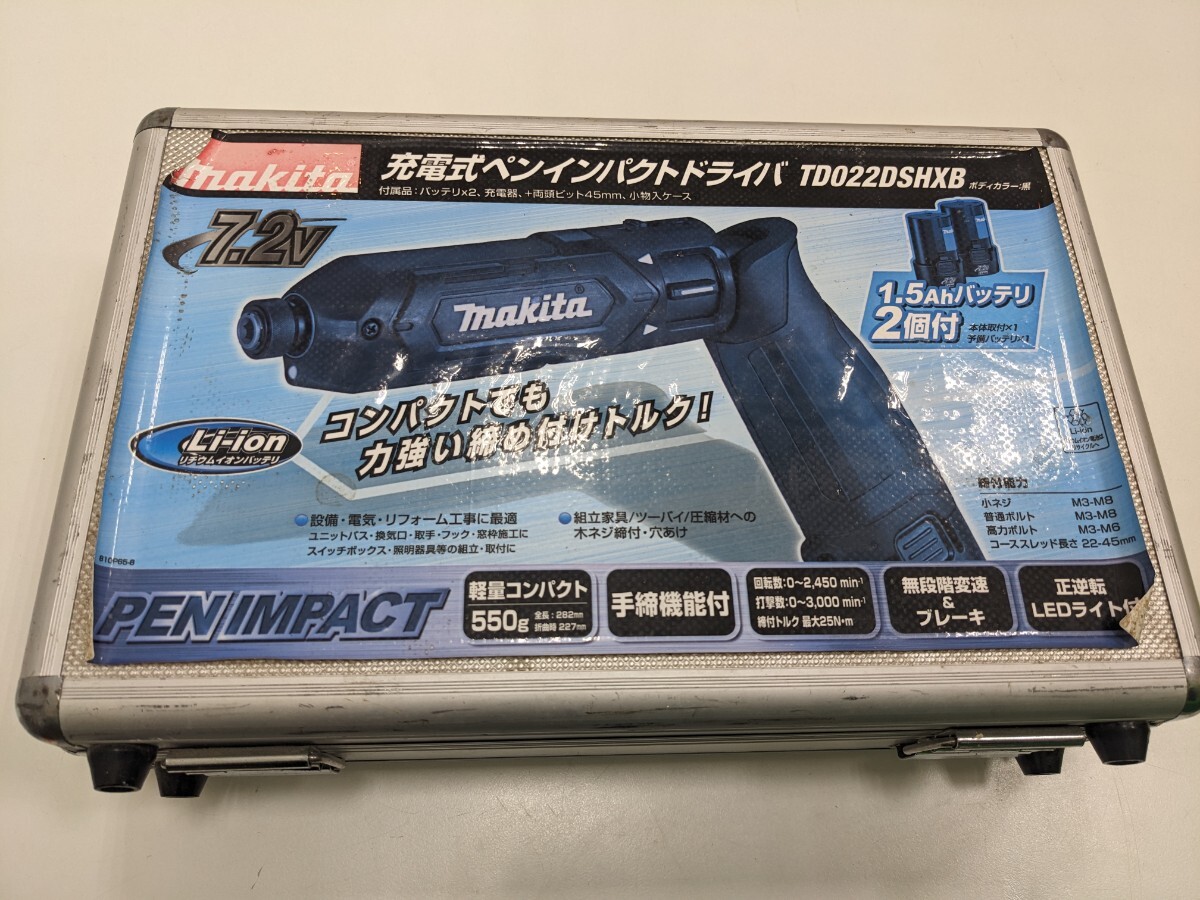 makita
充電式ペンインパクトドライバ TD022DSHXB ボディカラー:黒
付属品:バッテリ×2、充電器、+両頭ビット45mm、小物入ケース
7.2V
makita
1.5Ahバッテリ
2個付
本体取付×1
予備バッテリ×1
コンパクトでも
力強い締め付けトルク!
Li-ion
リチウムイオンバッテリ
Li-ion
締付能力
小ネジ M3-M8
普通ボルト M3-M8
高力ボルト M3-M6
コーススレッド長さ 22-45mm
設備・電気・リフォーム工事に最適
ユニットバス・換気口・取手・フック・窓枠施工に
スイッチボックス・照明器具等の組立・取付に
組立家具/ツーバイ/圧縮材への
木ネジ締付・穴あけ
810P65-8
PEN IMPACT
軽量コンパクト
550g 全長:282mm
折曲時 227mm
手締機能付
回転数:0〜2,450 min-1
打撃数:0〜3,000 min-1
締付トルク 最大25N・m
無段階変速
&
ブレーキ
正逆転
LEDライト付